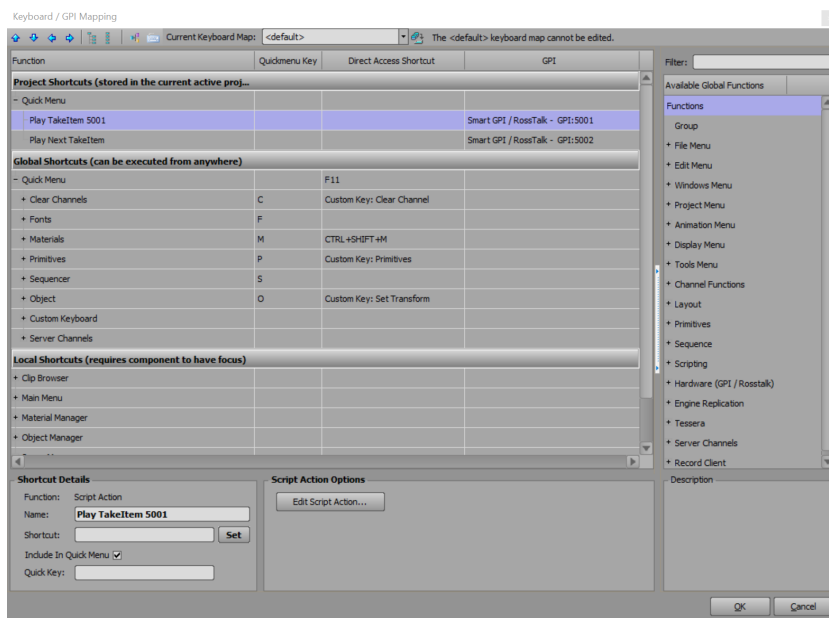 Keyboard / GPI Mapping
Current Keyboard Map: <default> The <default> keyboard map cannot be edited.
Function Quickmenu Key Direct Access Shortcut GPI
Project Shortcuts (stored in the current active proj...
- Quick Menu
Play TakeItem 5001 Smart GPI / RossTalk - GPI:5001
Play Next TakeItem Smart GPI / RossTalk - GPI:5002
Global Shortcuts (can be executed from anywhere)
- Quick Menu F11
+ Clear Channels C Custom Key: Clear Channel
+ Fonts F
+ Materials M CTRL+SHIFT+M
+ Primitives P Custom Key: Primitives
+ Sequencer S
+ Object O Custom Key: Set Transform
+ Custom Keyboard
+ Server Channels
Local Shortcuts (requires component to have focus)
+ Clip Browser
+ Main Menu
+ Material Manager
+ Object Manager
Filter:
Available Global Functions
Functions
Group
+ File Menu
+ Edit Menu
+ Windows Menu
+ Project Menu
+ Animation Menu
+ Display Menu
+ Tools Menu
+ Channel Functions
+ Layout
+ Primitives
+ Sequence
+ Scripting
+ Hardware (GPI / Rosstalk)
+ Engine Replication
+ Tessera
+ Server Channels
+ Record Client
Shortcut Details
Function: Script Action
Name: Play TakeItem 5001
Shortcut: Set
Include In Quick Menu
Quick Key:
Script Action Options
Edit Script Action...
Description
OK Cancel